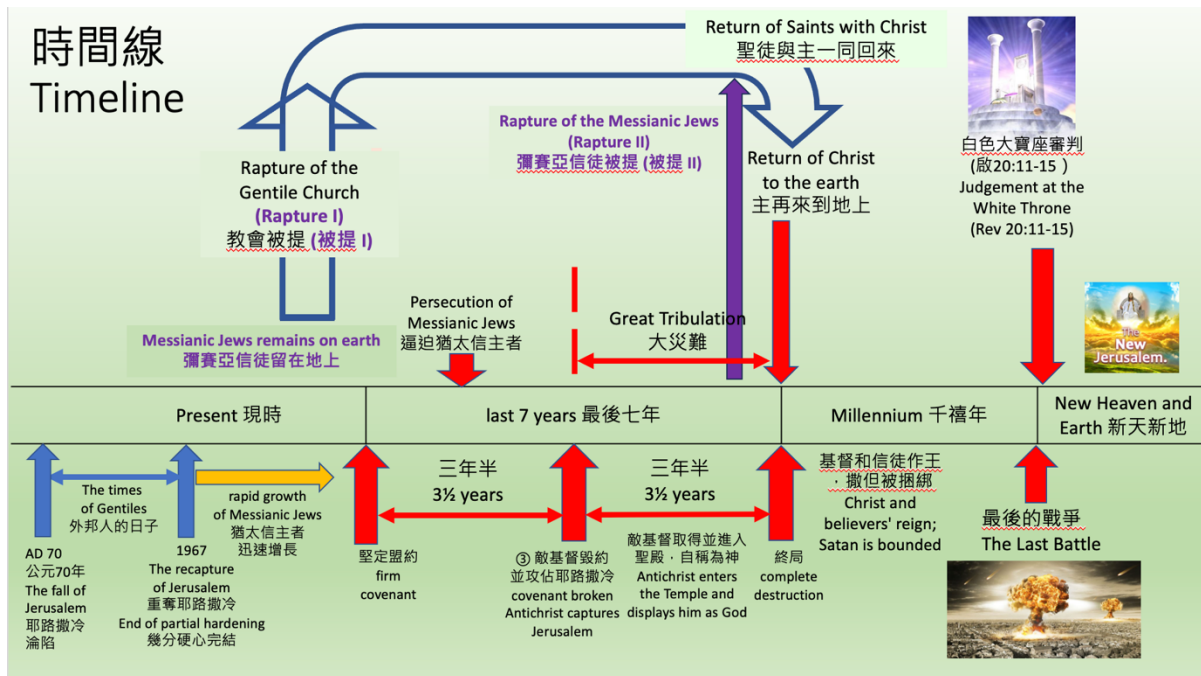 時間線
Timeline
Return of Saints with Christ
聖徒與主一同回來
Rapture of the
Gentile Church
(Rapture I)
教會被提 (被提 I)
Messianic Jews remains on earth
彌賽亞信徒留在地上
Rapture of the Messianic Jews
(Rapture II)
彌賽亞信徒被提 (被提 II)
Return of Christ
to the earth
主再來到地上
白色大寶座審判
(啟20:11-15 )
Judgement at the
White Throne
(Rev 20:11-15)
Persecution of
Messianic Jews
逼迫猶太信主者
Great Tribulation
大災難
The
New
Jerusalem.
Present 現時
last 7 years 最後七年
Millennium 千禧年
New Heaven and
Earth 新天新地
The times
of Gentiles
外邦人的日子
AD 70
公元70年
The fall of
Jerusalem
耶路撒冷
淪陷
rapid growth
of Messianic Jews
猶太信主者
迅速增長
1967
The recapture
of Jerusalem
重奪耶路撒冷
End of partial hardening
幾分硬心完結
三年半
3½ years
堅定盟約
firm
covenant
③ 敵基督毀約
並攻佔耶路撒冷
covenant broken
Antichrist captures
Jerusalem
三年半
3½ years
敵基督取得並進入
聖殿，自稱為神
Antichrist enters
the Temple and
displays him as God
終局
complete
destruction
基督和信徒作王
，撒但被捆綁
Christ and
believers' reign;
Satan is bounded
最後的戰爭
The Last Battle